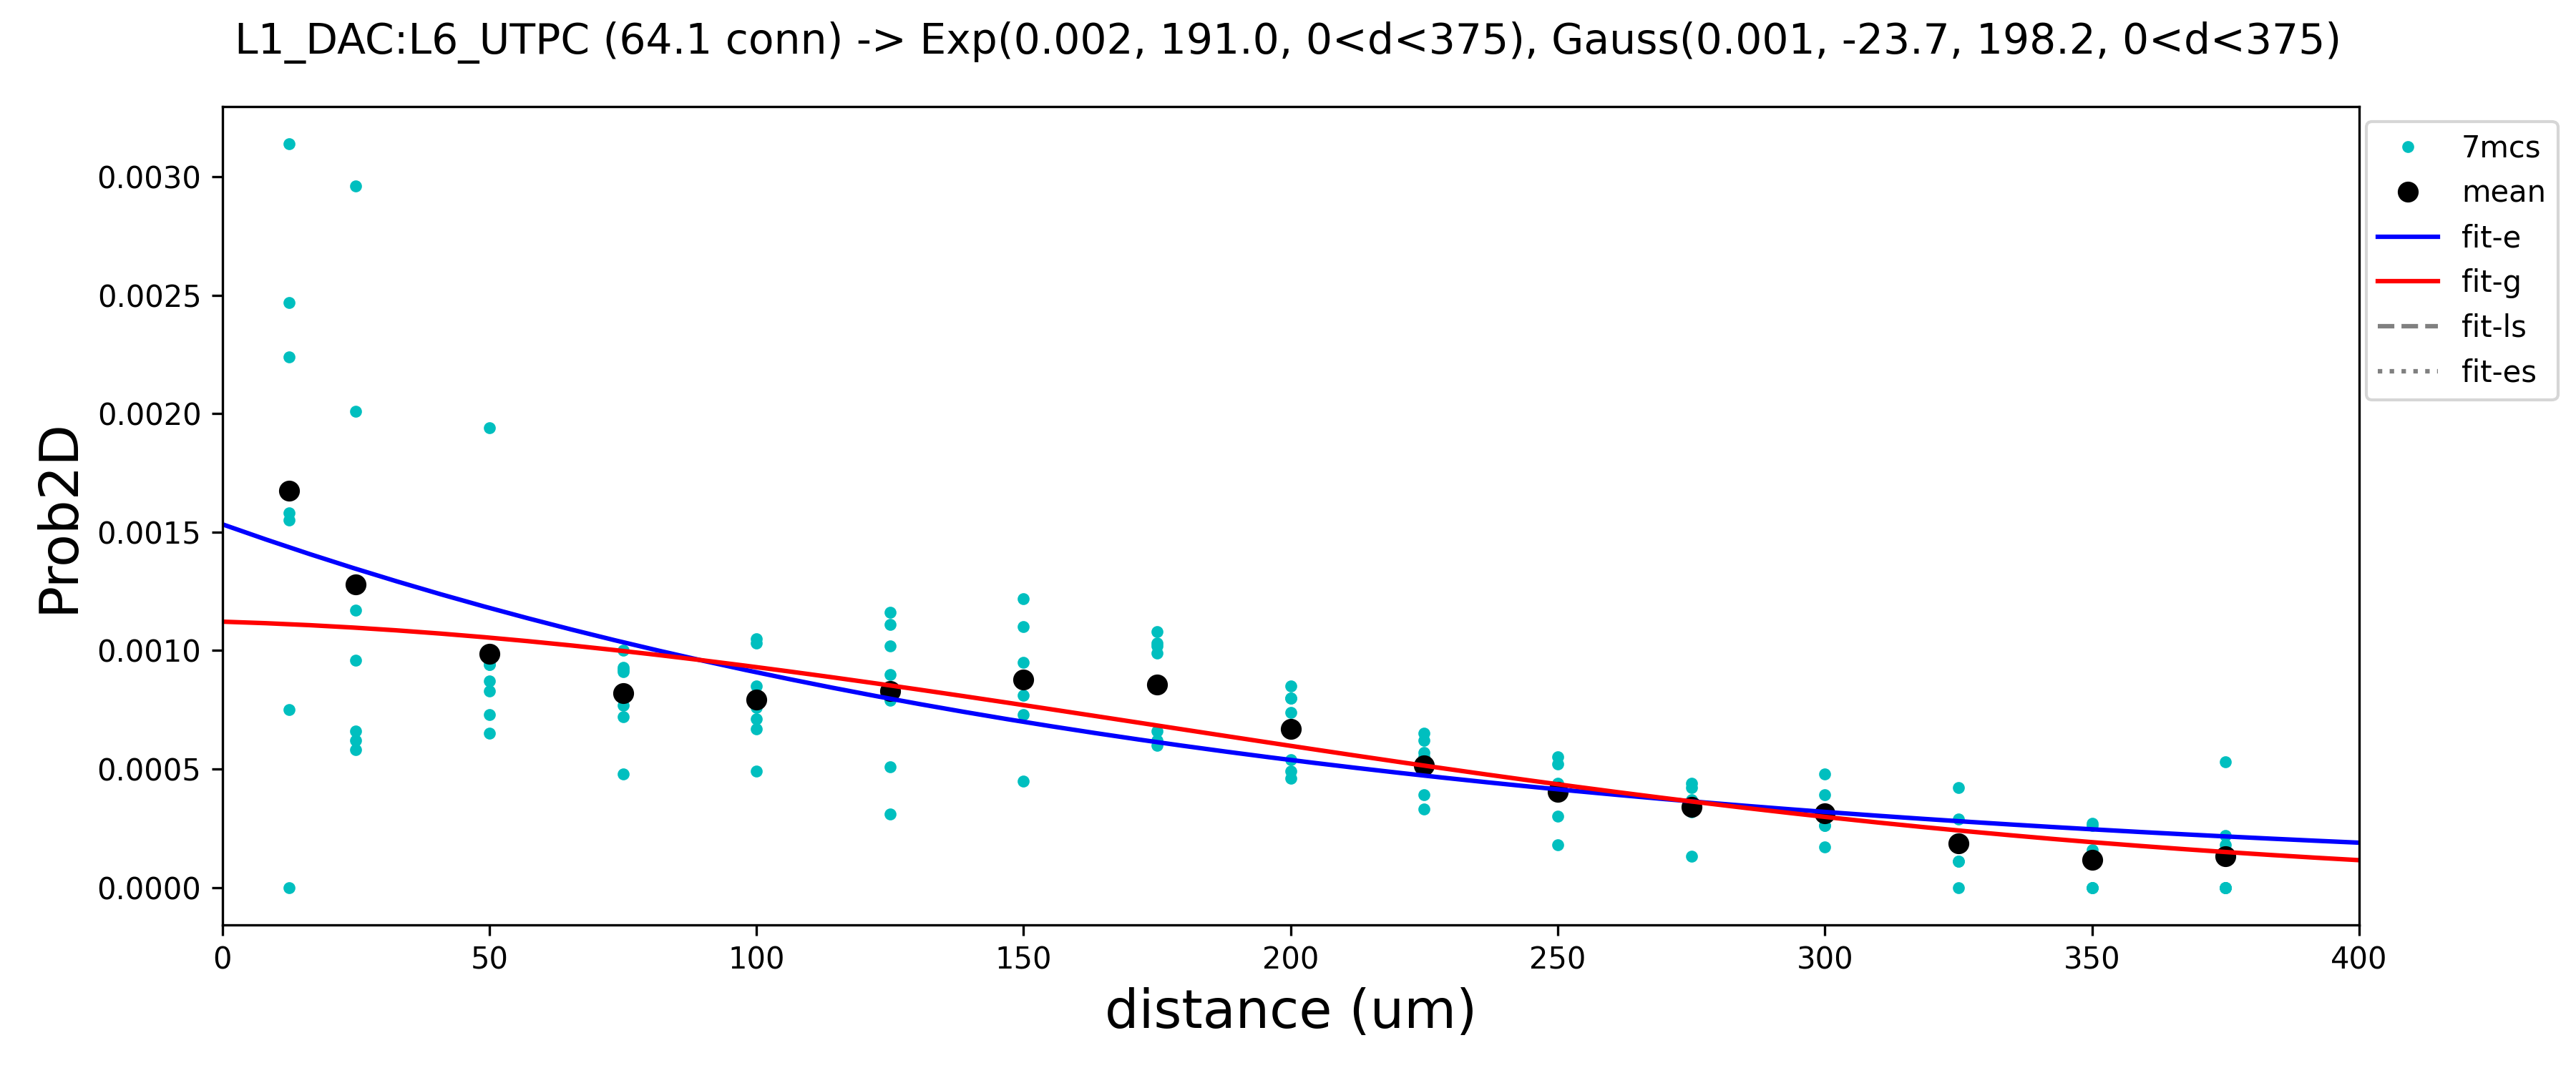 L1_DAC:L6_UTPC (64.1 conn) -> Exp(0.002, 191.0, 0<d<375), Gauss(0.001, -23.7, 198.2, 0<d<375)
7mcs
mean
fit-e
fit-g
fit-ls
fit-es
Prob2D
0.0030
0.0025
0.0020
0.0015
0.0010
0.0005
0.0000
0 50 100 150 200 250 300 350 400
distance (um)